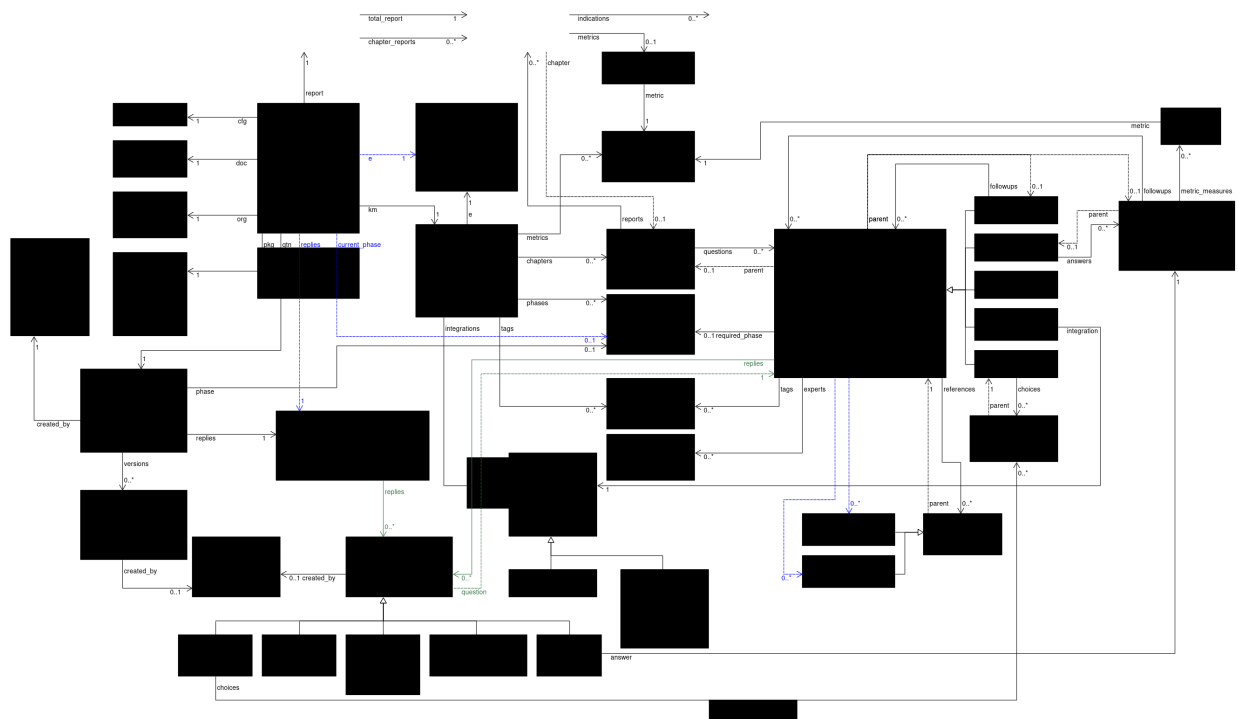 total_report 1
indications 0..*
chapter_reports 0..*
metrics 0..1
1
report
0..* chapter
metric
1
cfg 1
doc 1
org 1
e 1
km 1
1
e
metrics 0..*
metric 1
0..*
metric_measures
followups
0..1
parent
0..1
0..*
followups
0..*
reports 0..1
chapters 0..*
questions 0..*
0..1 parent
parent
0..1
0..*
answers
pkg qtn replies current_phase
1
phases 0..*
0..1
0..1
0..1 required_phase
integrations tags
integration
1
1
1
phase
replies
1
tags experts
references
1
choices
parent
0..*
0..*
0..*
0..*
created_by
replies 1
1
versions
0..*
replies
0..*
1
0..*
parent
0..*
0..*
0..*
created_by
0..1
0..1 created_by
0..*
question
0..*
answer
choices